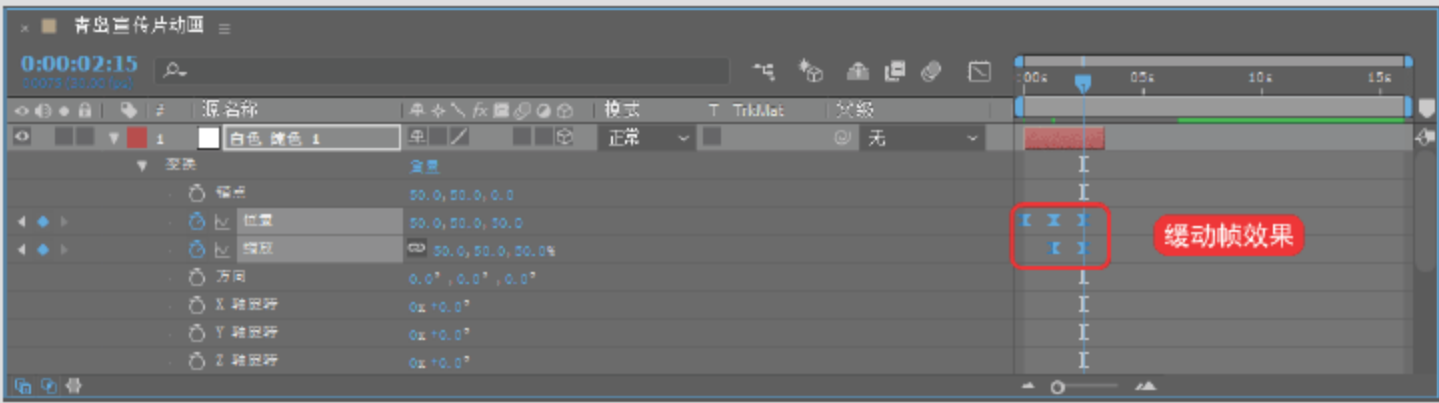 青岛宣传片动画
0:00:02:15
:00s 05s 10s 15s
# 源名称 模式 T TrkMat 父级
1 白色 纯色 1 正常 无
变换 重置
锚点 50.0,50.0,0.0
位置 50.0,50.0,50.0
缩放 50.0,50.0,50.0%
缓动帧效果
方向 0.0°,0.0°,0.0°
X 轴旋转 0x+0.0°
Y 轴旋转 0x+0.0°
Z 轴旋转 0x+0.0°